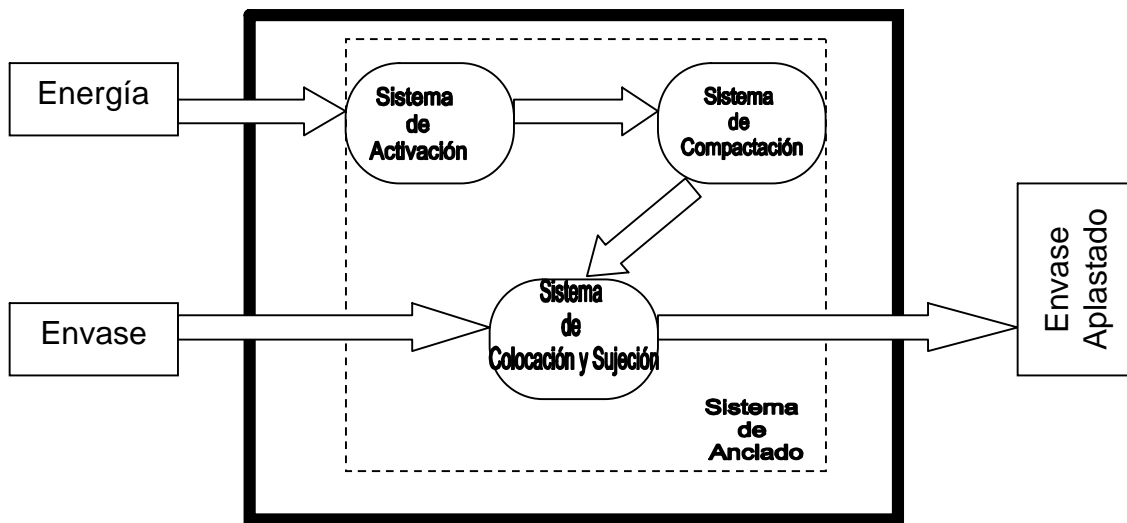 Energía
Sistema
de
Activación
Sistema
de
Compactación
Envase
Sistema
de
Colocación y Sujeción
Envase
Aplastado
Sistema
de
Anclado